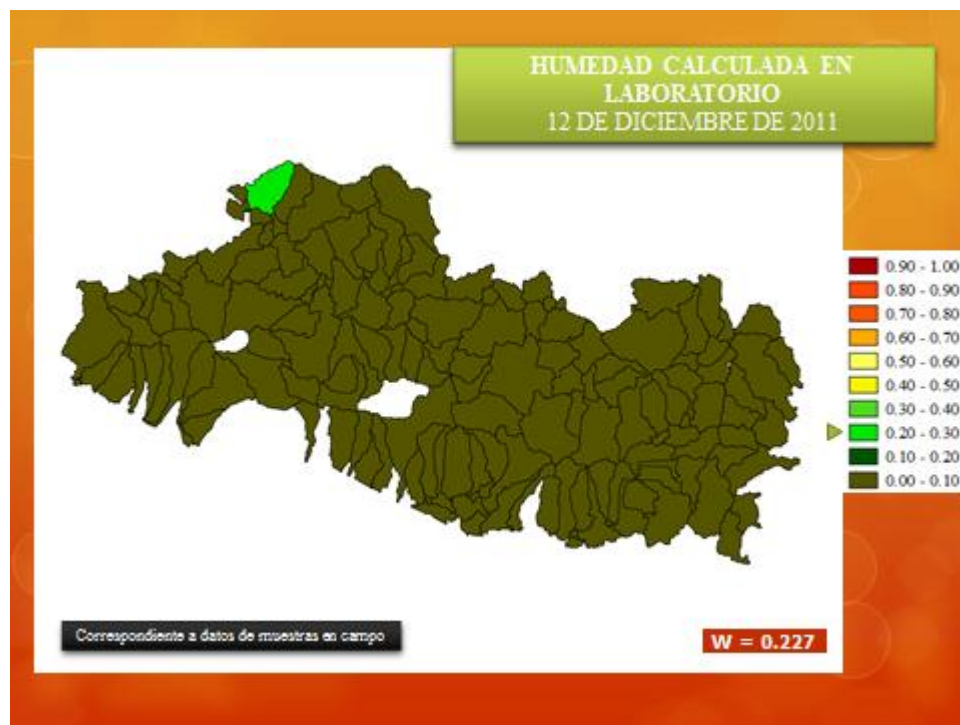 HUMEDAD CALCULADA EN
LABORATORIO
12 DE DICIEMBRE DE 2011
0.90 - 1.00
0.80 - 0.90
0.70 - 0.80
0.60 - 0.70
0.50 - 0.60
0.40 - 0.50
0.30 - 0.40
0.20 - 0.30
0.10 - 0.20
0.00 - 0.10
Correspondiente a datos de muestras en campo
W = 0.227